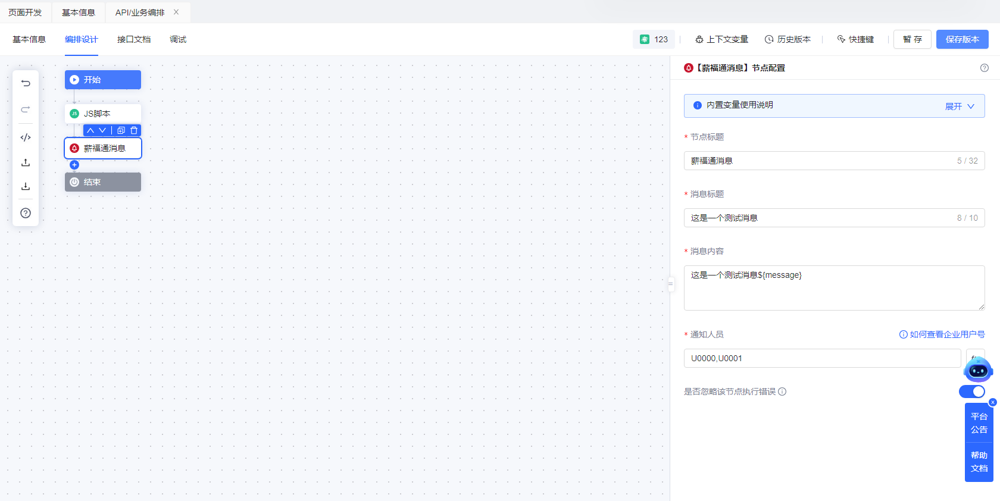 页面开发 基本信息 API/业务编排
基本信息 编排设计 接口文档 调试 123 上下文变量 历史版本 快捷键 暂 存 保存版本
开始
JS脚本
薪福通消息
结束
【薪福通消息】节点配置
内置变量使用说明 展开
* 节点标题
薪福通消息 5 / 32
* 消息标题
这是一个测试消息 8 / 10
* 消息内容
这是一个测试消息${message}
* 通知人员 如何查看企业用户号
U0000,U0001
是否忽略该节点执行错误
平台
公告
帮助
文档